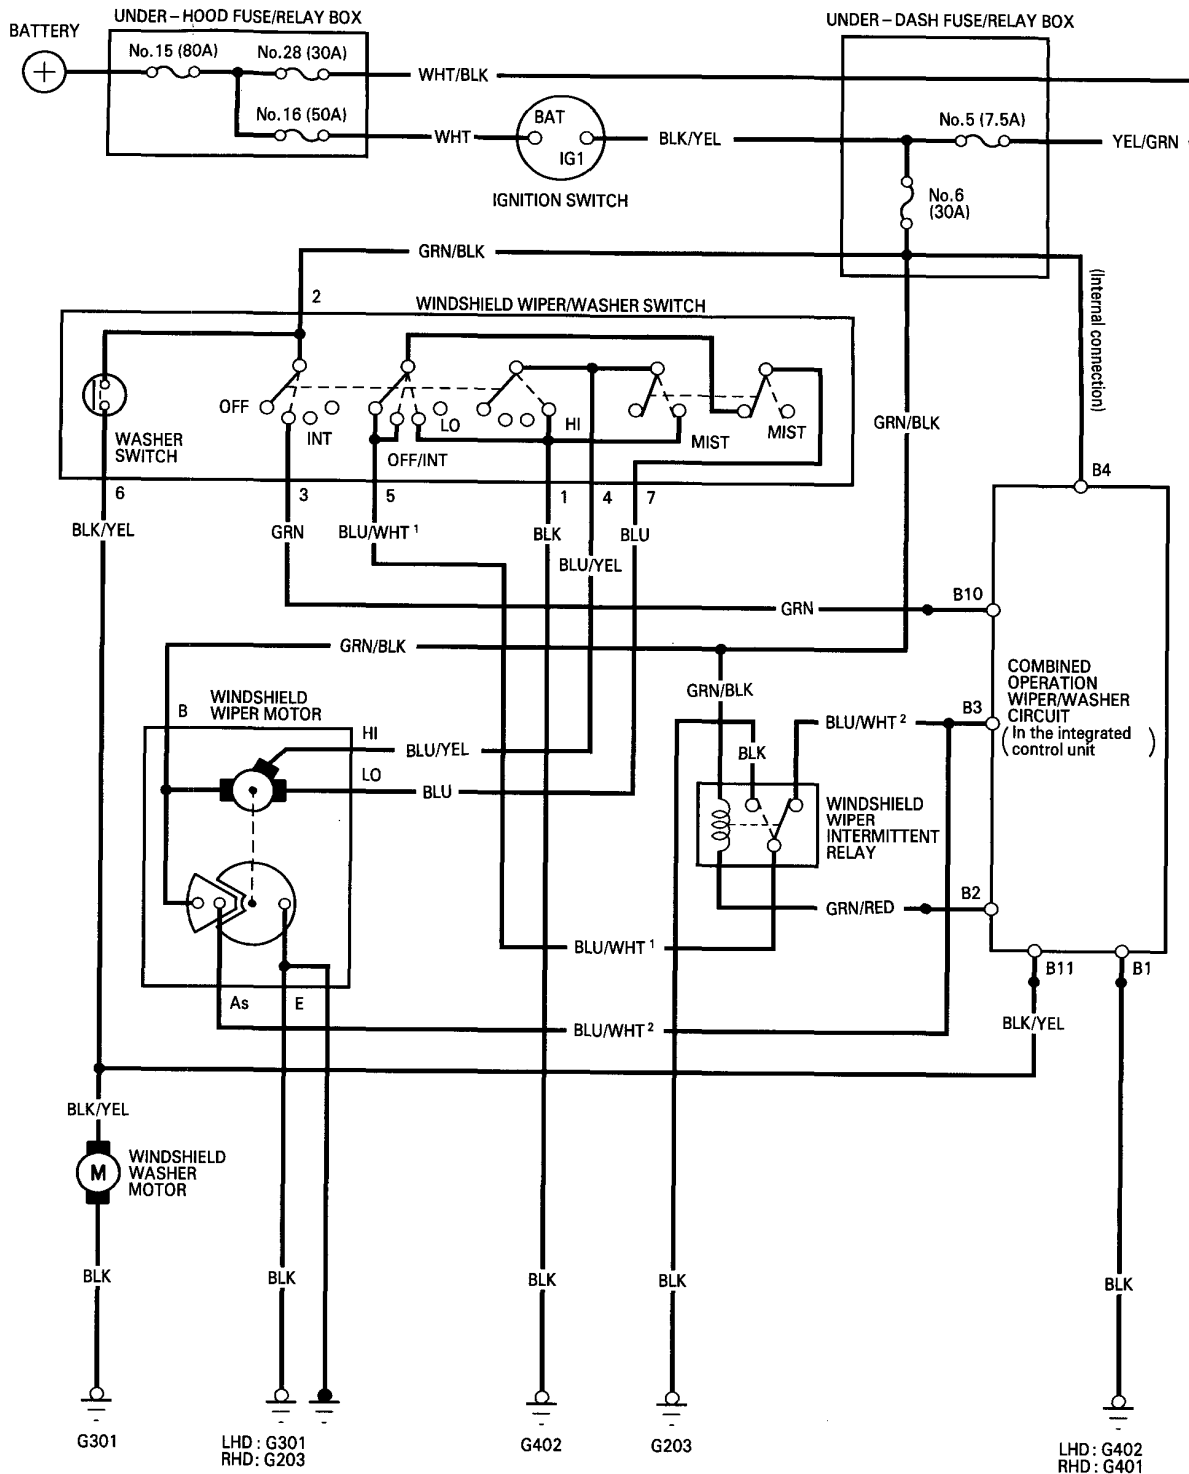 BATTERY
UNDER-HOOD FUSE/RELAY BOX
No.15 (80A)
No.28 (30A)
No.16 (50A)
WHT/BLK
WHT
BAT
IG1
IGNITION SWITCH
BLK/YEL
UNDER-DASH FUSE/RELAY BOX
No.5 (7.5A)
YEL/GRN
No.6
(30A)
GRN/BLK
(Internal connection)
2
WINDSHIELD WIPER/WASHER SWITCH
WASHER
SWITCH
OFF
INT
OFF/INT
LO
HI
MIST
MIST
GRN/BLK
B4
6
3
5
1
4
7
BLK/YEL
GRN
BLU/WHT 1
BLK
BLU/YEL
BLU
GRN
B10
GRN/BLK
GRN/BLK
COMBINED
OPERATION
WIPER/WASHER
CIRCUIT
(In the integrated
control unit)
B
WINDSHIELD
WIPER MOTOR
HI
BLU/YEL
LO
BLU
BLK
BLU/WHT 2
B3
WINDSHIELD
WIPER
INTERMITTENT
RELAY
GRN/RED
B2
BLU/WHT 1
B11
B1
As
E
BLU/WHT 2
BLK/YEL
BLK/YEL
M
WINDSHIELD
WASHER
MOTOR
BLK
BLK
BLK
BLK
BLK
G301
LHD : G301
RHD : G203
G402
G203
LHD : G402
RHD : G401